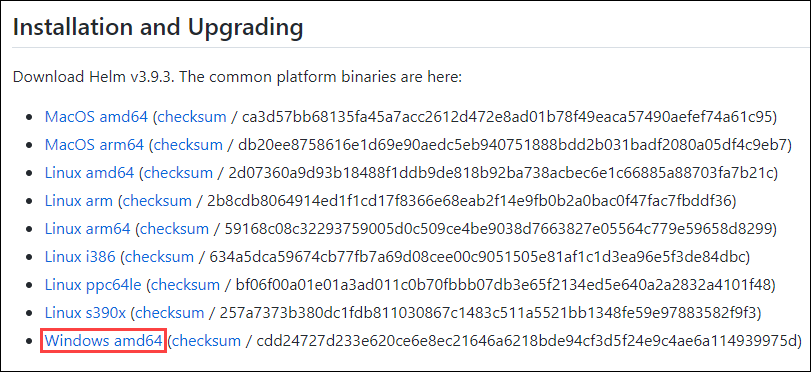 Installation and Upgrading
Download Helm v3.9.3. The common platform binaries are here:
MacOS amd64 (checksum / ca3d57bb68135fa45a7acc2612d472e8ad01b78f49eaca57490aefef74a61c95)
MacOS arm64 (checksum / db20ee8758616e1d69e90aedc5eb940751888bdd2b031badf2080a05df4c9eb7)
Linux amd64 (checksum / 2d07360a9d93b18488f1ddb9de818b92ba738acbec6e1c66885a88703fa7b21c)
Linux arm (checksum / 2b8cdb8064914ed1f1cd17f8366e68eab2f14e9fb0b2a0bac0f47fac7fbddf36)
Linux arm64 (checksum / 59168c08c32293759005d0c509ce4be9038d7663827e05564c779e59658d8299)
Linux i386 (checksum / 634a5dca59674cb77fb7a69d08cee00c9051505e81af1c1d3ea96e5f3de84dbc)
Linux ppc64le (checksum / bf06f00a01e01a3ad011c0b70fbbb07db3e65f2134ed5e640a2a2832a4101f48)
Linux s390x (checksum / 257a7373b380dc1fdb811030867c1483c511a5521bb1348fe59e97883582f9f3)
Windows amd64 (checksum / cdd24727d233e620ce6e8ec21646a6218bde94cf3d5f24e9c4ae6a114939975d)